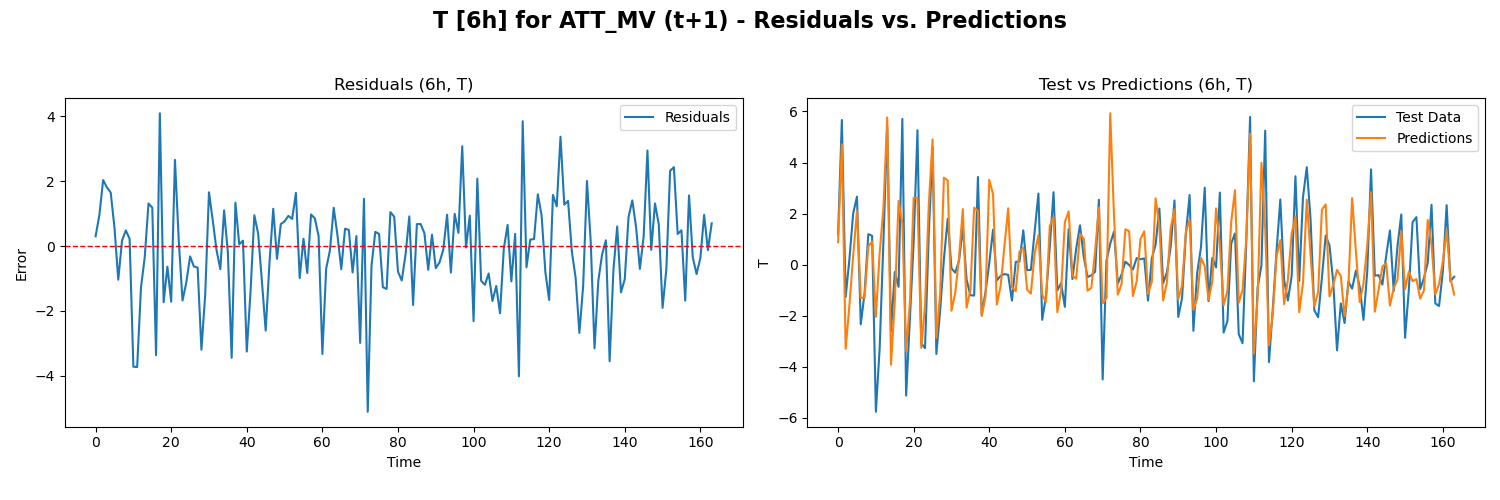 T [6h] for ATT_MV (t+1) - Residuals vs. Predictions
Residuals (6h, T)
Residuals
Error
4
2
0
−2
−4
0 20 40 60 80 100 120 140 160
Time
Test vs Predictions (6h, T)
Test Data
Predictions
T
6
4
2
0
−2
−4
−6
0 20 40 60 80 100 120 140 160
Time